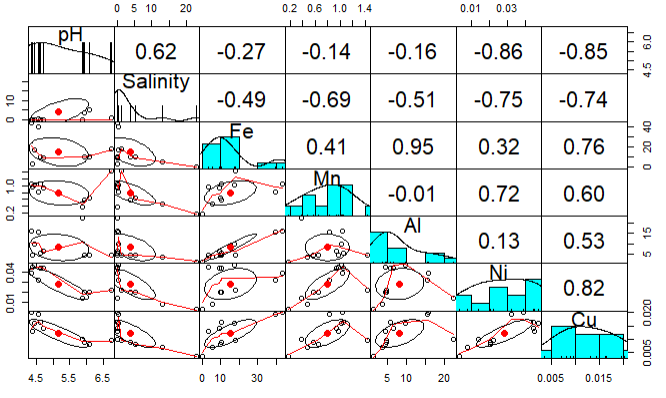 0 5 10 20 0.2 0.6 1.0 1.4 0.01 0.03
pH 0.62 -0.27 -0.14 -0.16 -0.86 -0.85 4.5 6.0
0 10 Salinity -0.49 -0.69 -0.51 -0.75 -0.74
Fe 0.41 0.95 0.32 0.76 0 20 40
0.2 1.0 Mn -0.01 0.72 0.60
Al 0.13 0.53 5 15
0.01 0.04 Ni 0.82
Cu 0.005 0.020
4.5 5.5 6.5 0 10 30 5 10 20 0.005 0.015